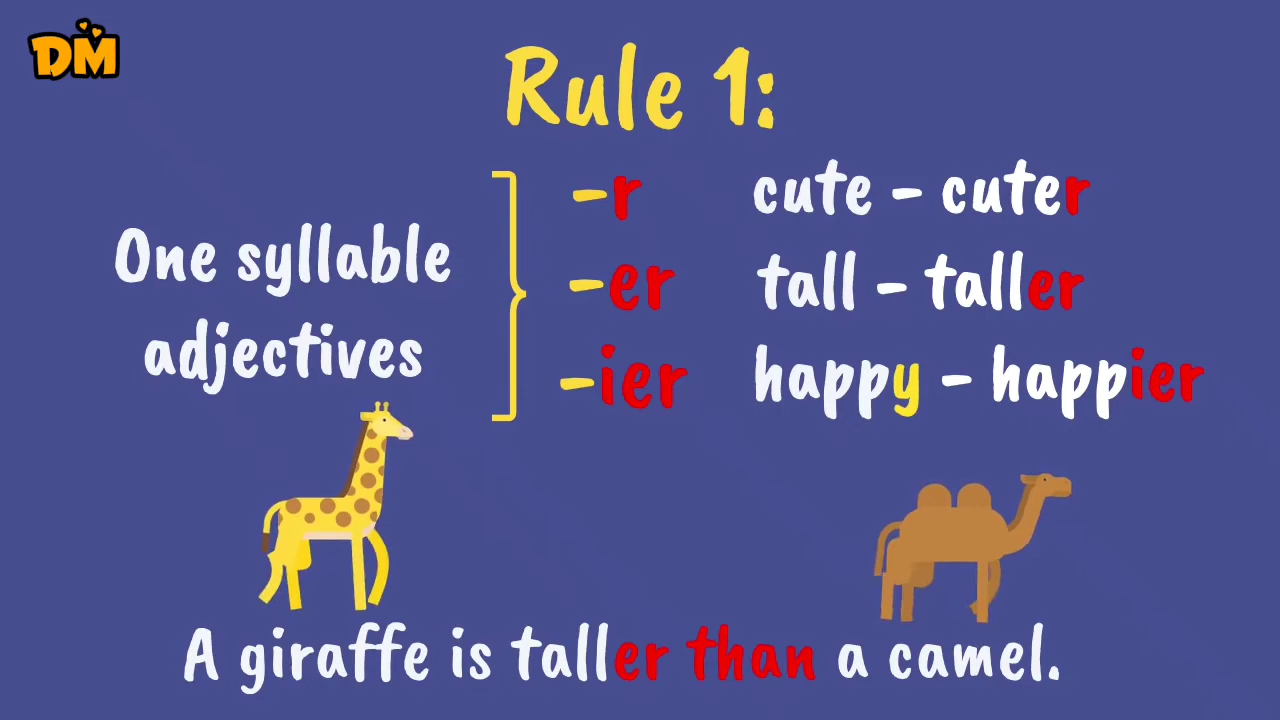 DM
Rule 1:
One syllable
adjectives
-r cute - cuter
-er tall - taller
-ier happy - happier
A giraffe is taller than a camel.